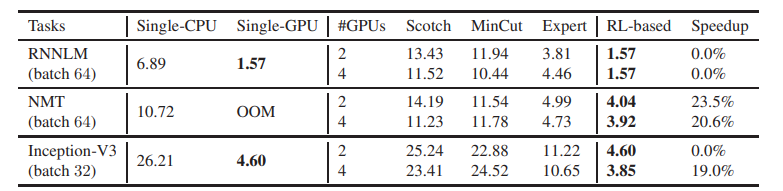 Tasks Single-CPU Single-GPU #GPUs Scotch MinCut Expert RL-based Speedup
RNNLM (batch 64) 6.89 1.57 2 13.43 11.94 3.81 1.57 0.0%
4 11.52 10.44 4.46 1.57 0.0%
NMT (batch 64) 10.72 OOM 2 14.19 11.54 4.99 4.04 23.5%
4 11.23 11.78 4.73 3.92 20.6%
Inception-V3 (batch 32) 26.21 4.60 2 25.24 22.88 11.22 4.60 0.0%
4 23.41 24.52 10.65 3.85 19.0%